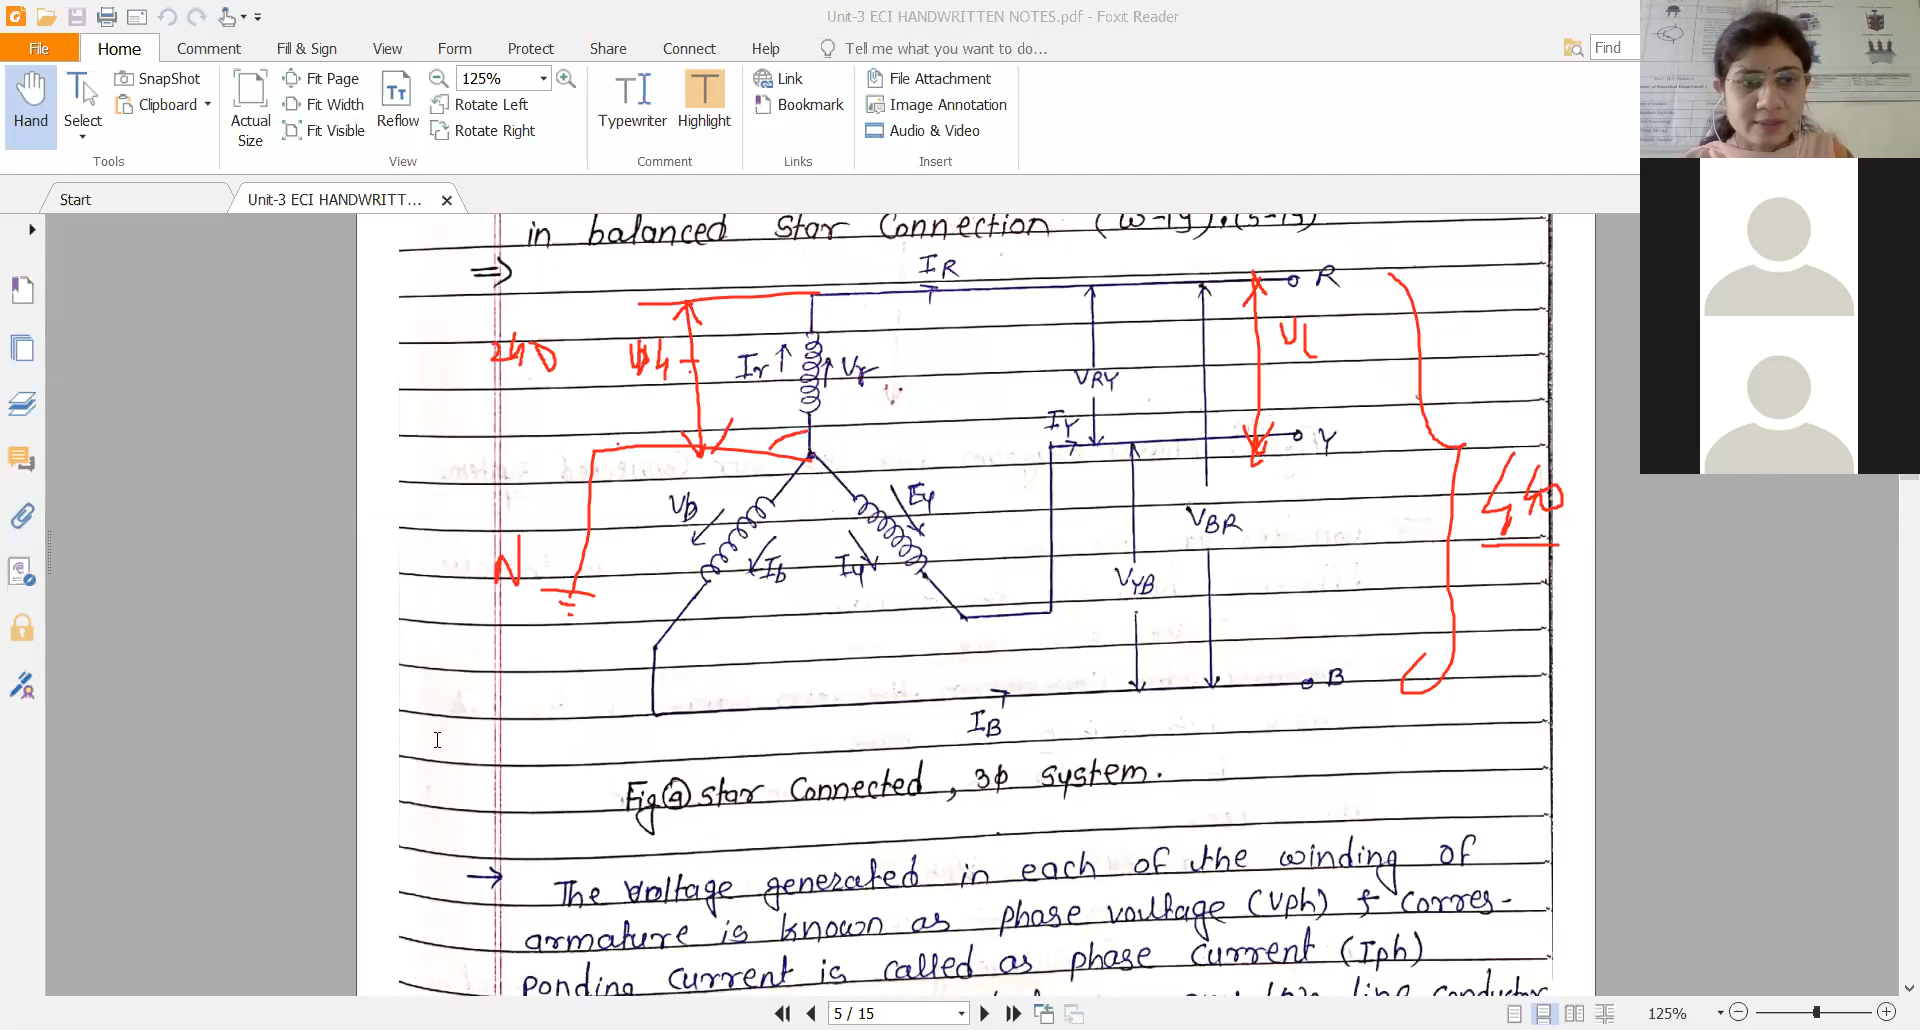 Unit-3 ECI HANDWRITTEN NOTES.pdf - Foxit Reader
File Home Comment Fill & Sign View Form Protect Share Connect Help Tell me what you want to do... Find
Hand Select SnapShot Clipboard Actual Size Fit Page Fit Width Fit Visible Reflow 125% Rotate Left Rotate Right Typewriter Highlight Link Bookmark File Attachment Image Annotation Audio & Video
Tools View Comment Links Insert
Start Unit-3 ECI HANDWRITT...
in balanced star Connection
=>
IR
R
240
Ir
Vr
VL
VRY
IY
Y
Vb
Ey
440
N
Ib
Iy
VBR
VYB
B
IB
Fig (a) star Connected, 3ϕ system.
→ The voltage generated in each of the winding of
armature is known as phase voultage (Vph) & corres-
ponding current is called as phase current (Iph)
line conductor
5 / 15
125%